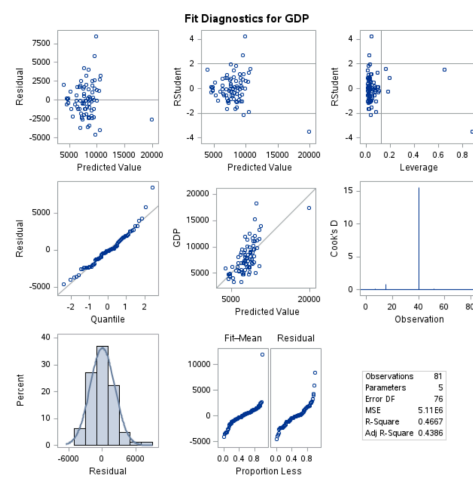 Fit Diagnostics for GDP
Residual
7500
5000
2500
0
-2500
-5000
5000 10000 15000 20000
Predicted Value
RStudent
4
2
0
-2
-4
5000 10000 15000 20000
Predicted Value
RStudent
4
2
0
-2
-4
0.0 0.2 0.4 0.6 0.8
Leverage
Residual
5000
0
-5000
-2 -1 0 1 2
Quantile
GDP
20000
15000
10000
5000
5000 20000
Predicted Value
Cook's D
15
10
5
0
0 20 40 60 80
Observation
Percent
40
30
20
10
0
-6000 0 6000
Residual
Fit–Mean Residual
10000
5000
0
-5000
0.0 0.4 0.8 0.0 0.4 0.8
Proportion Less
Observations 81
Parameters 5
Error DF 76
MSE 5.11E6
R-Square 0.4667
Adj R-Square 0.4386